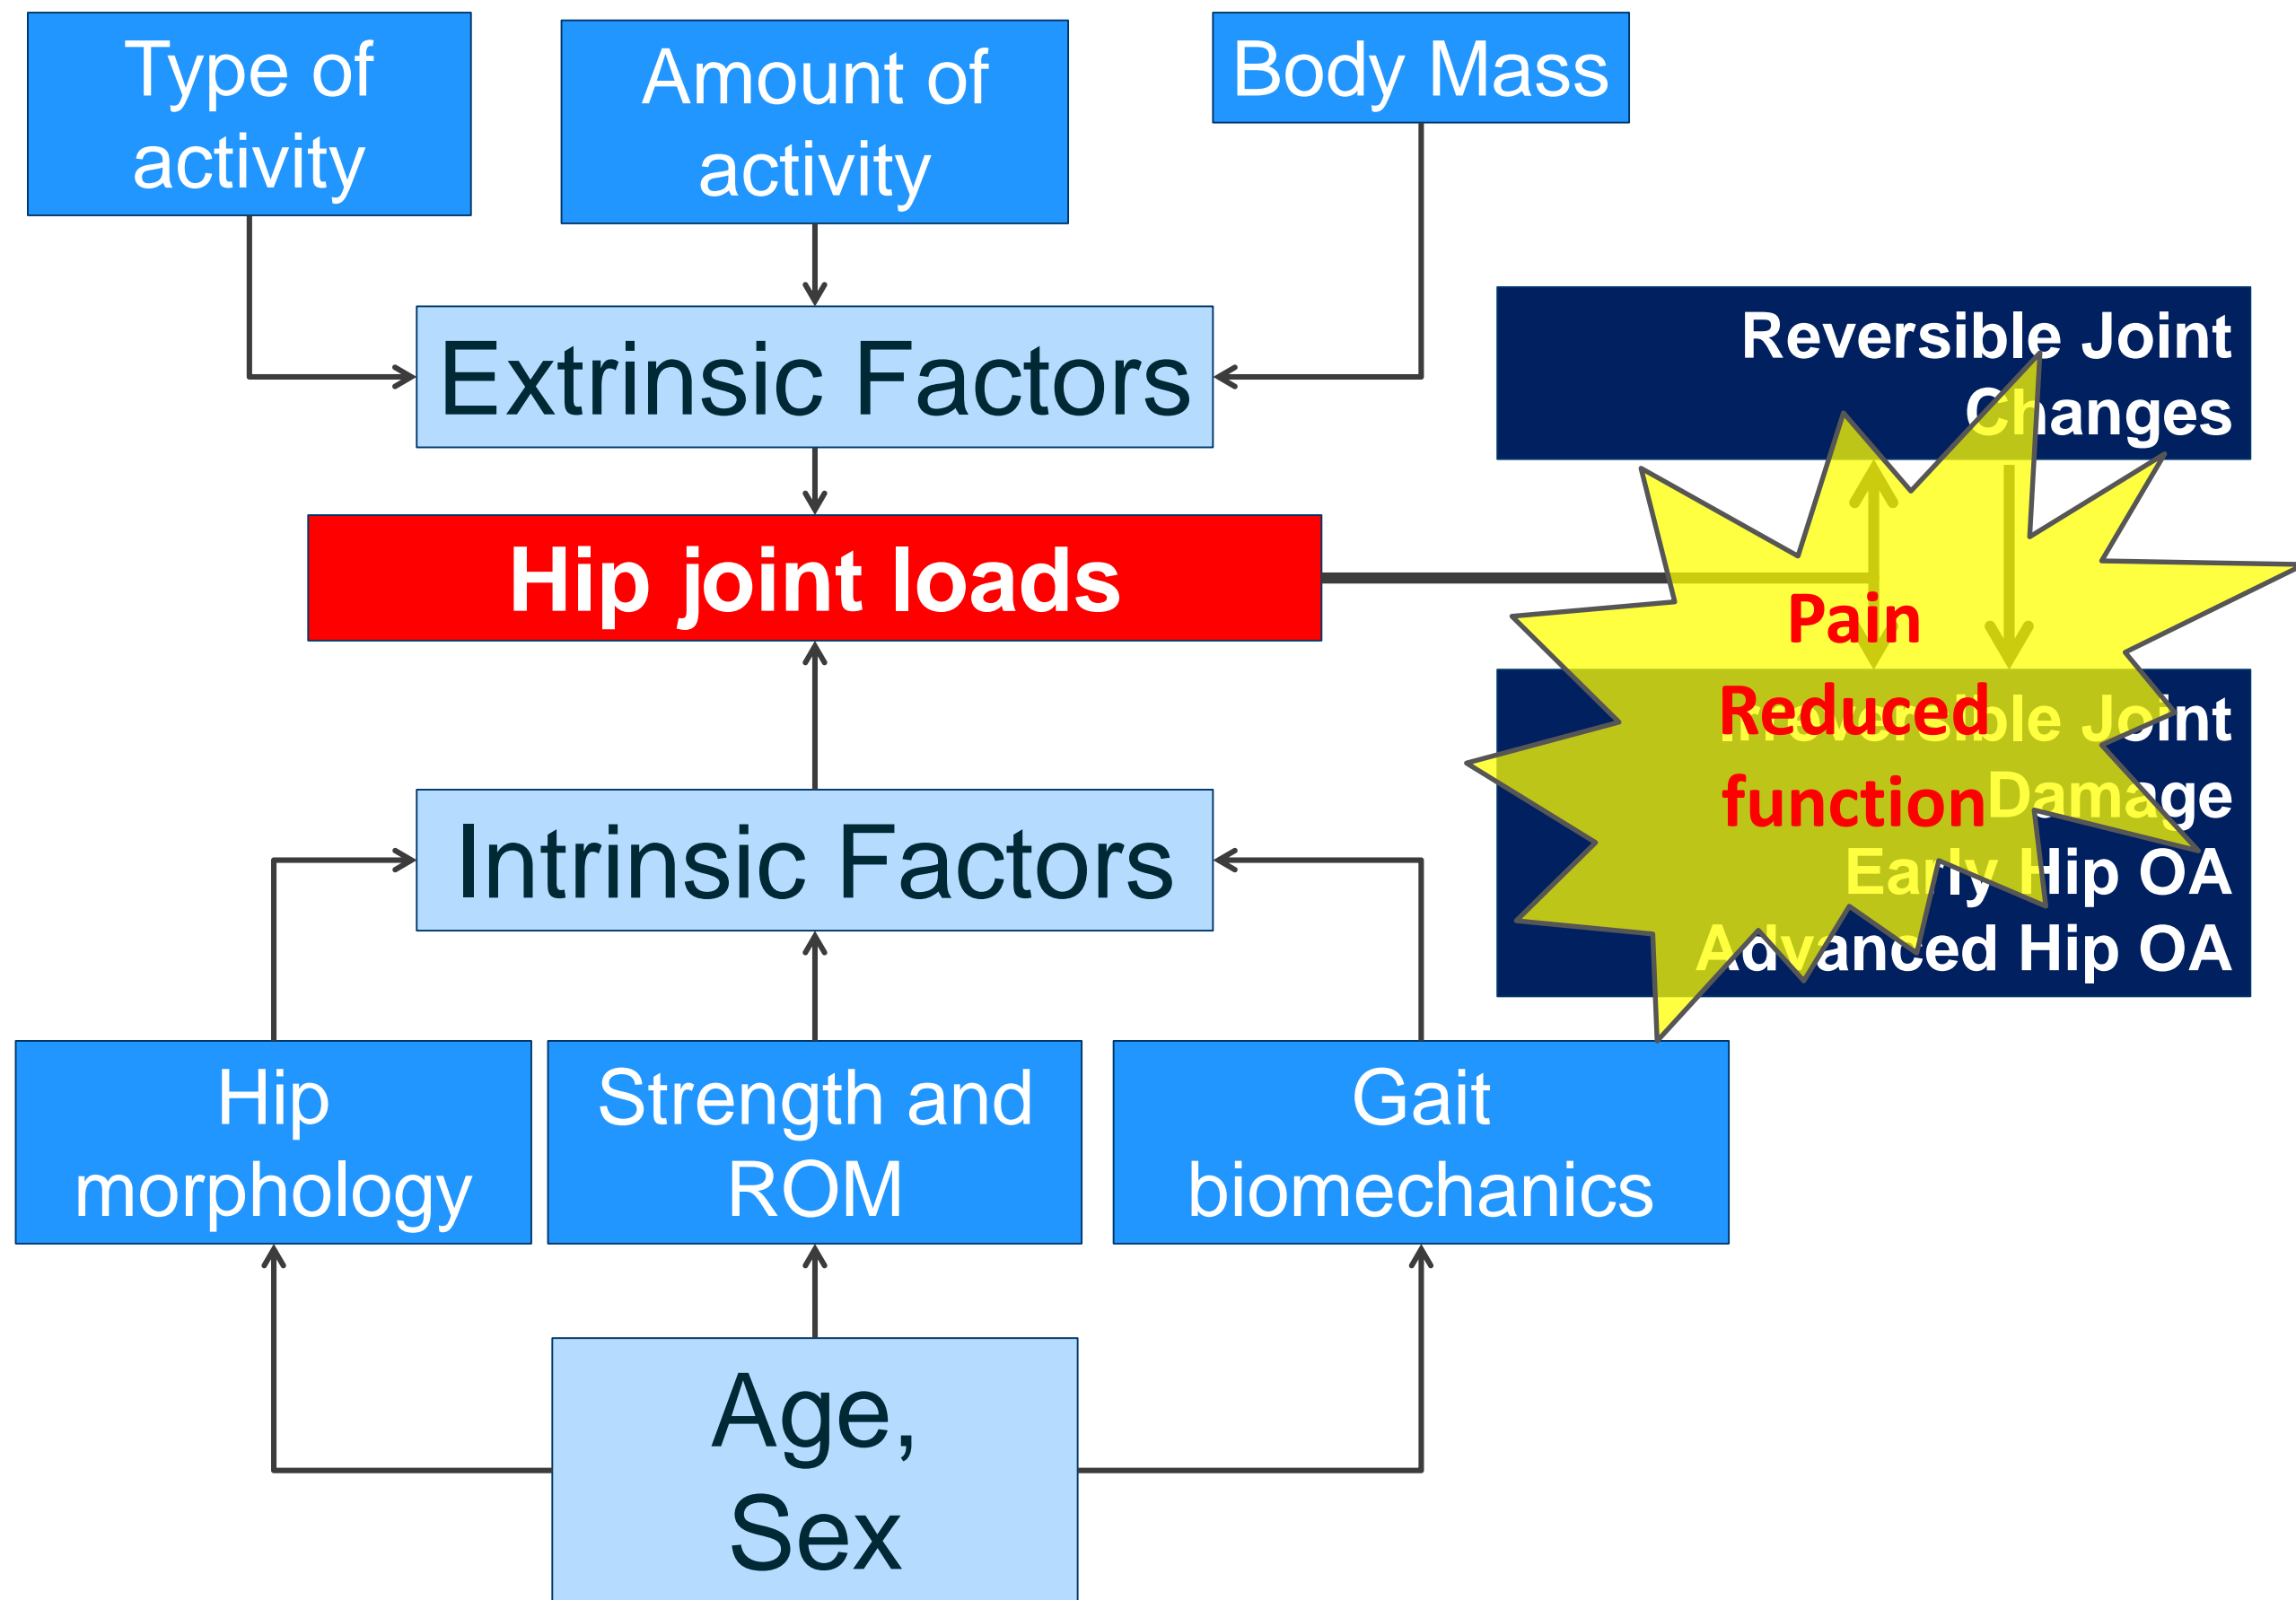 Type of
activity
Amount of
activity
Body Mass
Extrinsic Factors
Reversible Joint
Changes
Hip joint loads
Pain
Reduced
function
Irreversible Joint
Damage
Early Hip OA
Advanced Hip OA
Intrinsic Factors
Hip
morphology
Strength and
ROM
Gait
biomechanics
Age,
Sex